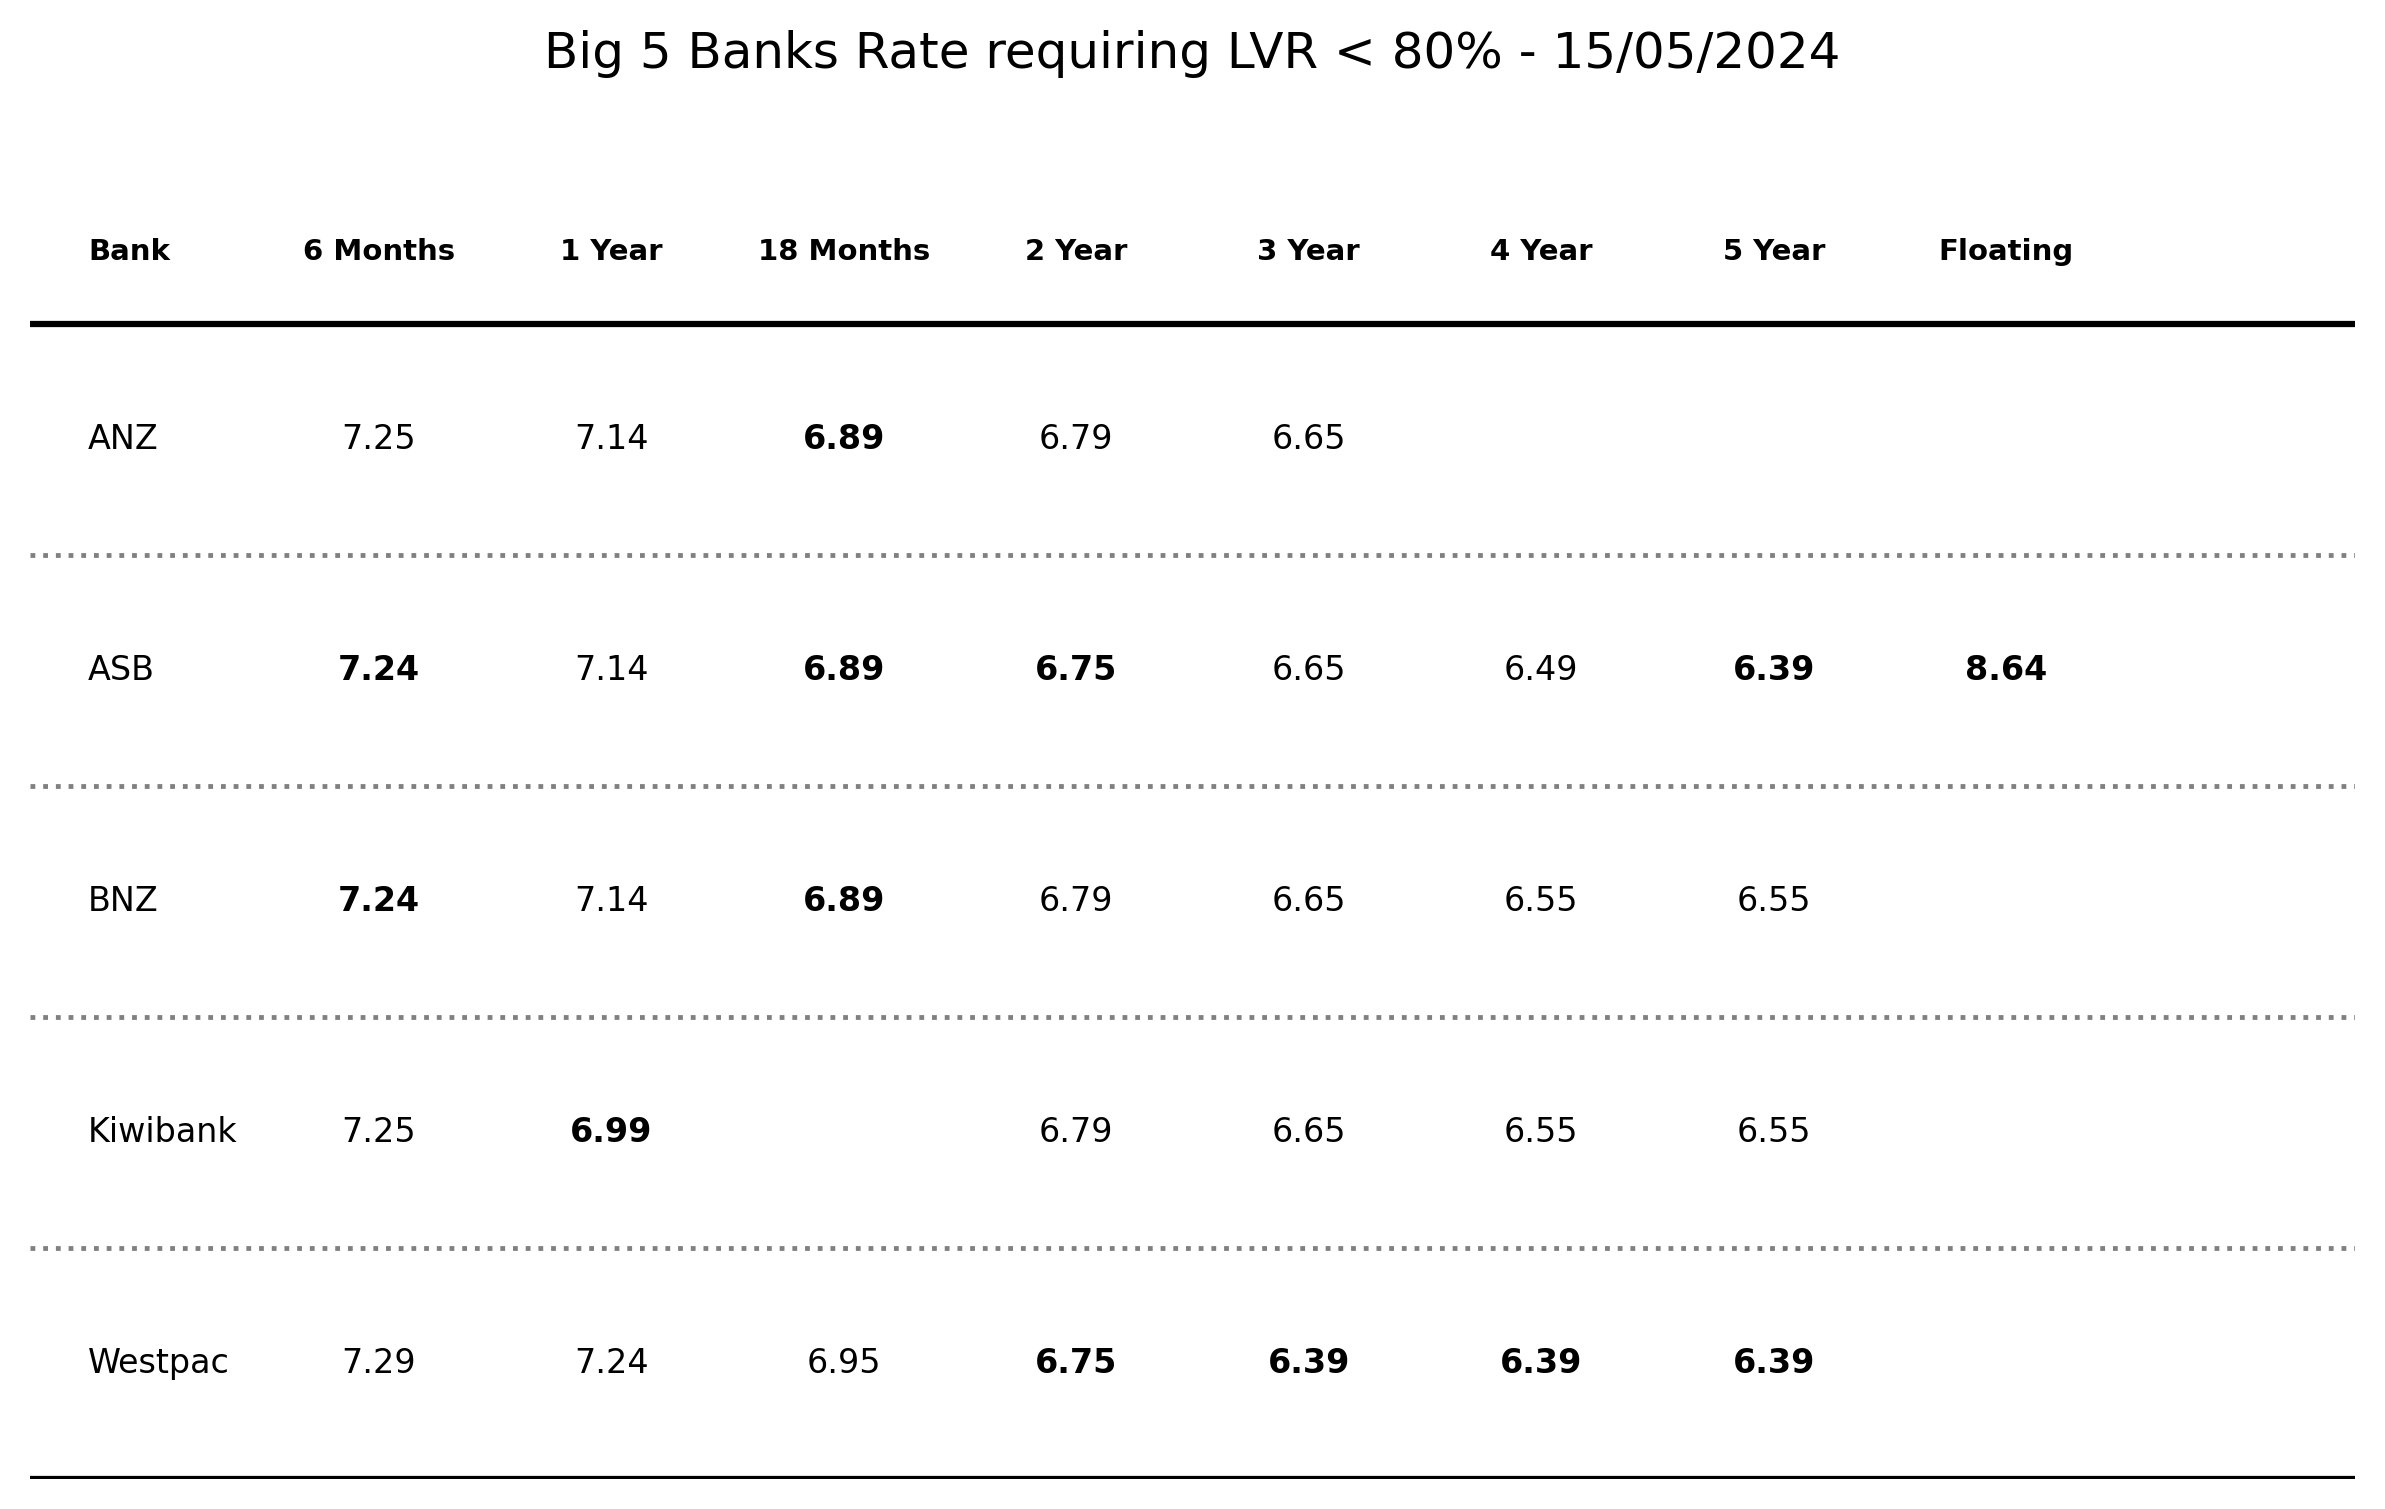 Big 5 Banks Rate requiring LVR < 80% - 15/05/2024
Bank 6 Months 1 Year 18 Months 2 Year 3 Year 4 Year 5 Year Floating
ANZ 7.25 7.14 6.89 6.79 6.65
ASB 7.24 7.14 6.89 6.75 6.65 6.49 6.39 8.64
BNZ 7.24 7.14 6.89 6.79 6.65 6.55 6.55
Kiwibank 7.25 6.99 6.79 6.65 6.55 6.55
Westpac 7.29 7.24 6.95 6.75 6.39 6.39 6.39